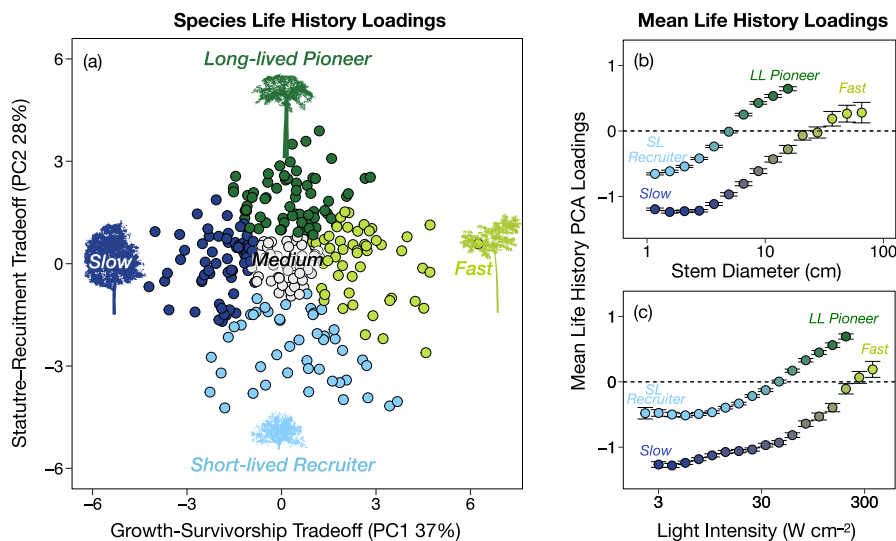 Species Life History Loadings
(a)
Long-lived Pioneer
Slow
Medium
Fast
Short-lived Recruiter
Statutre–Recruitment Tradeoff (PC2 28%)
6
3
0
−3
−6
−6
−3
0
3
6
Growth-Survivorship Tradeoff (PC1 37%)
Mean Life History Loadings
Mean Life History PCA Loadings
(b)
LL Pioneer
Fast
SL
Recruiter
Slow
1
0
−1
1
10
100
Stem Diameter (cm)
(c)
LL Pioneer
Fast
SL
Recruiter
Slow
1
0
−1
3
30
300
Light Intensity (W cm⁻²)